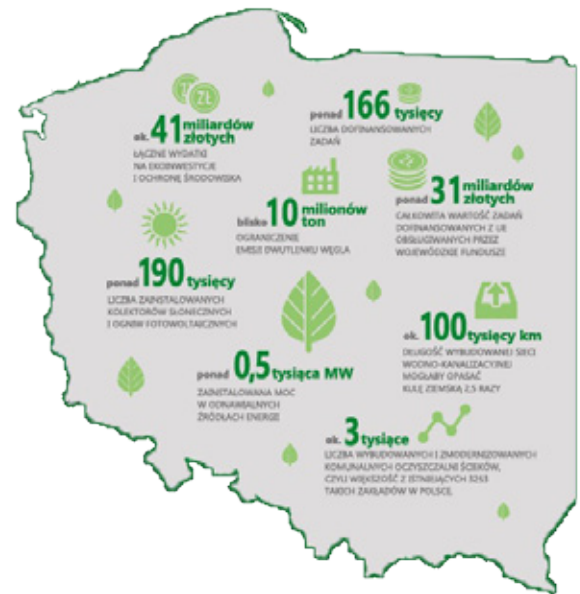 ok. 41 miliardów
złotych
ŁĄCZNE WYDATKI
NA EKOINWESTYCJE
I OCHRONĘ ŚRODOWISKA
ponad 166 tysięcy
LICZBA DOFINANSOWANYCH
ZADAŃ
blisko 10 milionów
ton
OGRANICZENIE
EMISJI DWUTLENKU WĘGLA
ponad 31 miliardów
złotych
CAŁKOWITA WARTOŚĆ ZADAŃ
DOFINANSOWANYCH Z UE
OBSŁUGIWANYCH PRZEZ
WOJEWÓDZKIE FUNDUSZE
ponad 190 tysięcy
LICZBA ZAINSTALOWANYCH
KOLEKTORÓW SŁONECZNYCH
I OGNIW FOTOWOLTAICZNYCH
ok. 100 tysięcy km
DŁUGOŚĆ WYBUDOWANEJ SIECI
WODNO-KANALIZACYJNEJ
MOGŁABY OPASAĆ
KULĘ ZIEMSKĄ 2,5 RAZY
ponad 0,5 tysiąca MW
ZAINSTALOWANA MOC
W ODNAWIALNYCH
ŹRÓDŁACH ENERGII
ok. 3 tysiące
LICZBA WYBUDOWANYCH I ZMODERNIZOWANYCH
KOMUNALNYCH OCZYSZCZALNI ŚCIEKÓW,
CZYLI WIĘKSZOŚĆ Z ISTNIEJĄCYCH 3253
TAKICH ZAKŁADÓW W POLSCE.